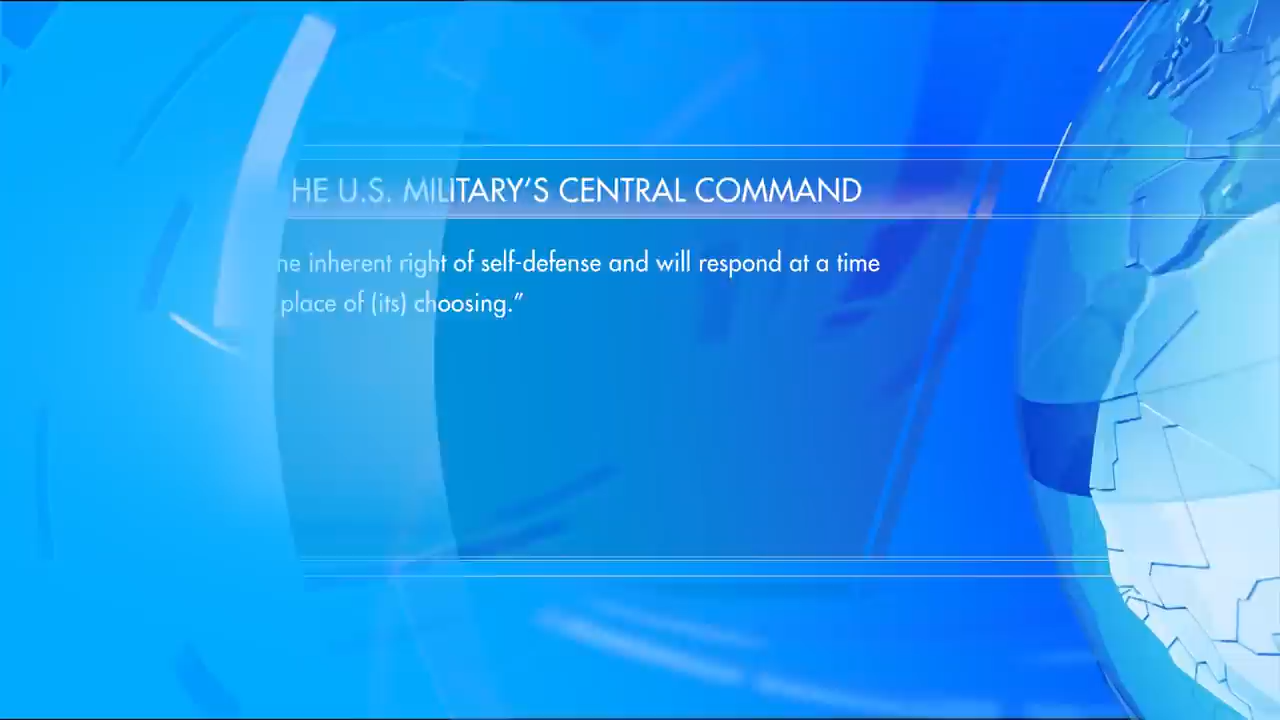 HE U.S. MILITARY’S CENTRAL COMMAND
ne inherent right of self-defense and will respond at a time
place of (its) choosing.”